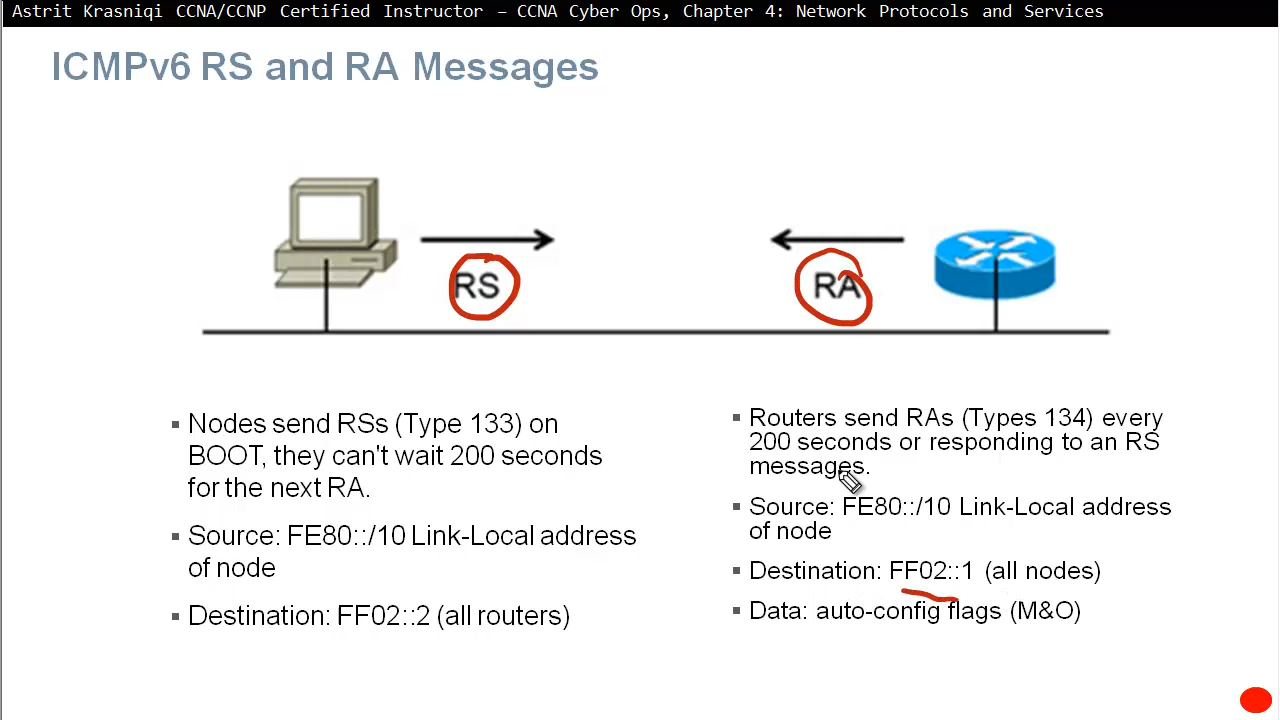 Astrit Krasniqi CCNA/CCNP Certified Instructor – CCNA Cyber Ops, Chapter 4: Network Protocols and Services
ICMPv6 RS and RA Messages
RS
RA
Nodes send RSs (Type 133) on
BOOT, they can't wait 200 seconds
for the next RA.
Source: FE80::/10 Link-Local address
of node
Destination: FF02::2 (all routers)
Routers send RAs (Types 134) every
200 seconds or responding to an RS
messages.
Source: FE80::/10 Link-Local address
of node
Destination: FF02::1 (all nodes)
Data: auto-config flags (M&O)